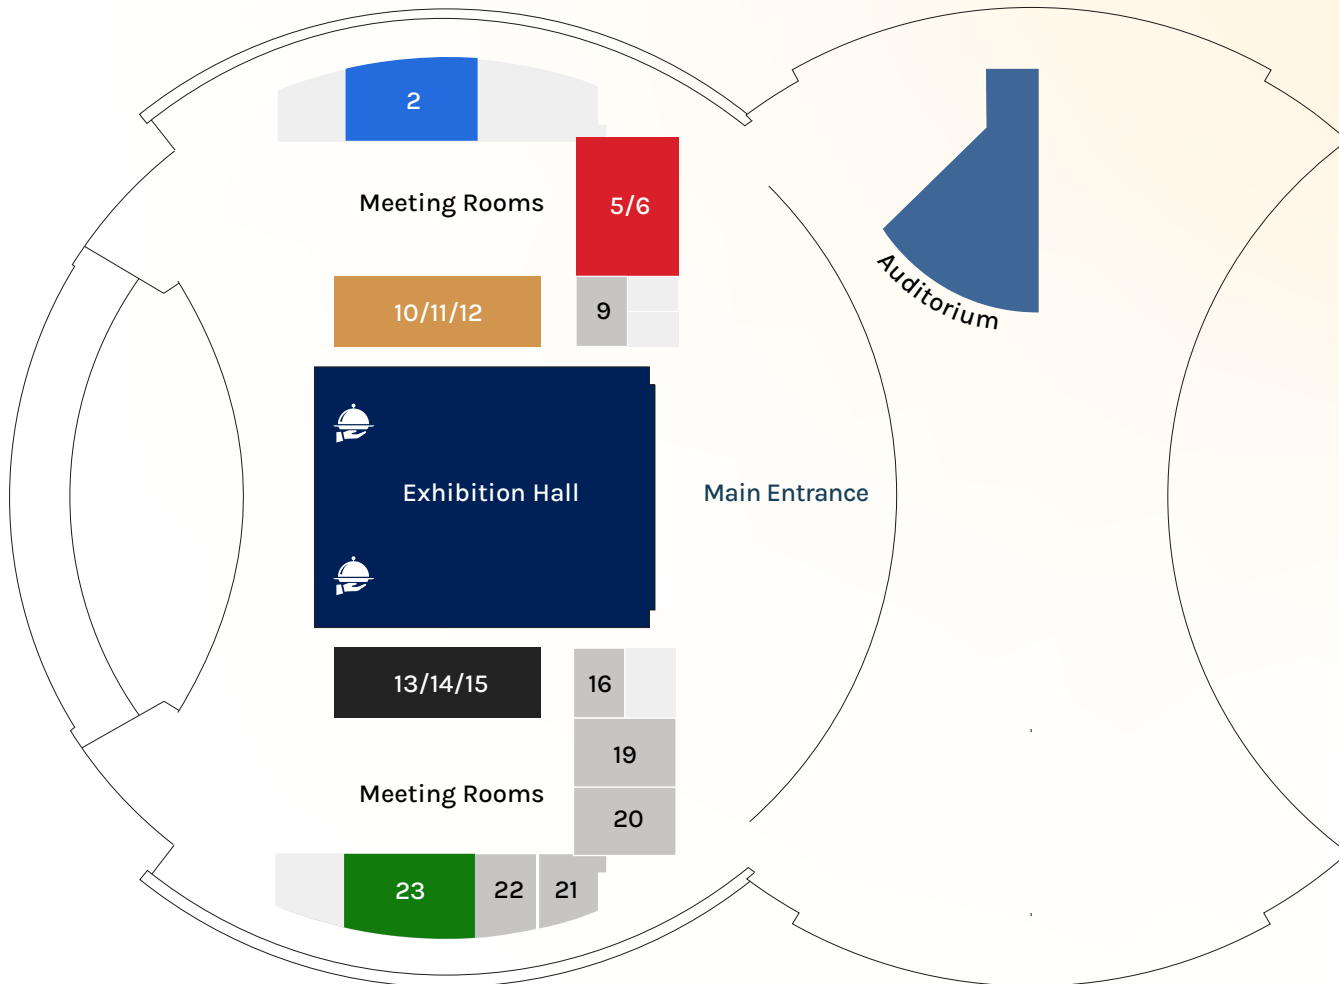 2
Meeting Rooms
5/6
10/11/12
9
Auditorium
Exhibition Hall
Main Entrance
13/14/15
16
19
Meeting Rooms
20
23
22
21